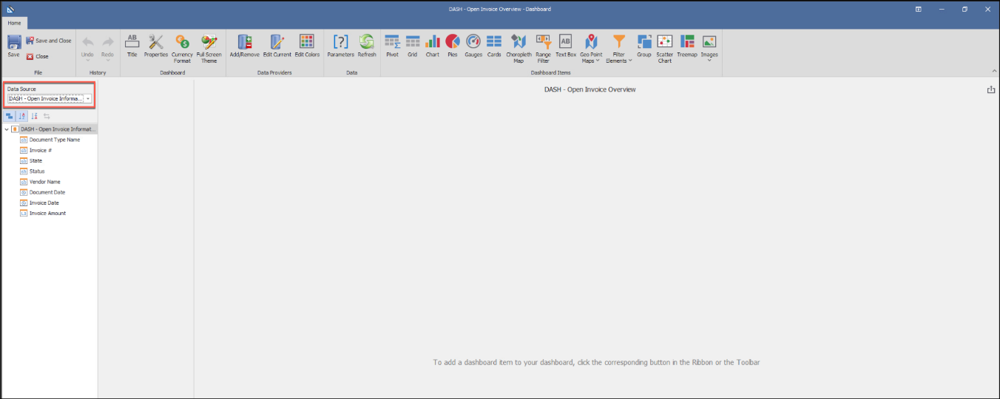 DASH - Open Invoice Overview - Dashboard
Home
Save
Save and Close
Close
File
Undo
Redo
History
AB
Title
Properties
Currency
Format
Full Screen
Theme
Dashboard
Add/Remove
Edit Current
Edit Colors
Data Providers
[?]
Parameters
Refresh
Data
Pivot
Grid
Chart
Pies
Gauges
Cards
Choropleth
Map
Range
Filter
AB
Text Box
Geo Point
Maps
Filter
Elements
Group
Scatter
Chart
Treemap
Images
Dashboard Items
Data Source
DASH - Open Invoice Informa...
DASH - Open Invoice Informat...
Document Type Name
Invoice #
State
Status
Vendor Name
Document Date
Invoice Date
Invoice Amount
DASH - Open Invoice Overview
To add a dashboard item to your dashboard, click the corresponding button in the Ribbon or the Toolbar